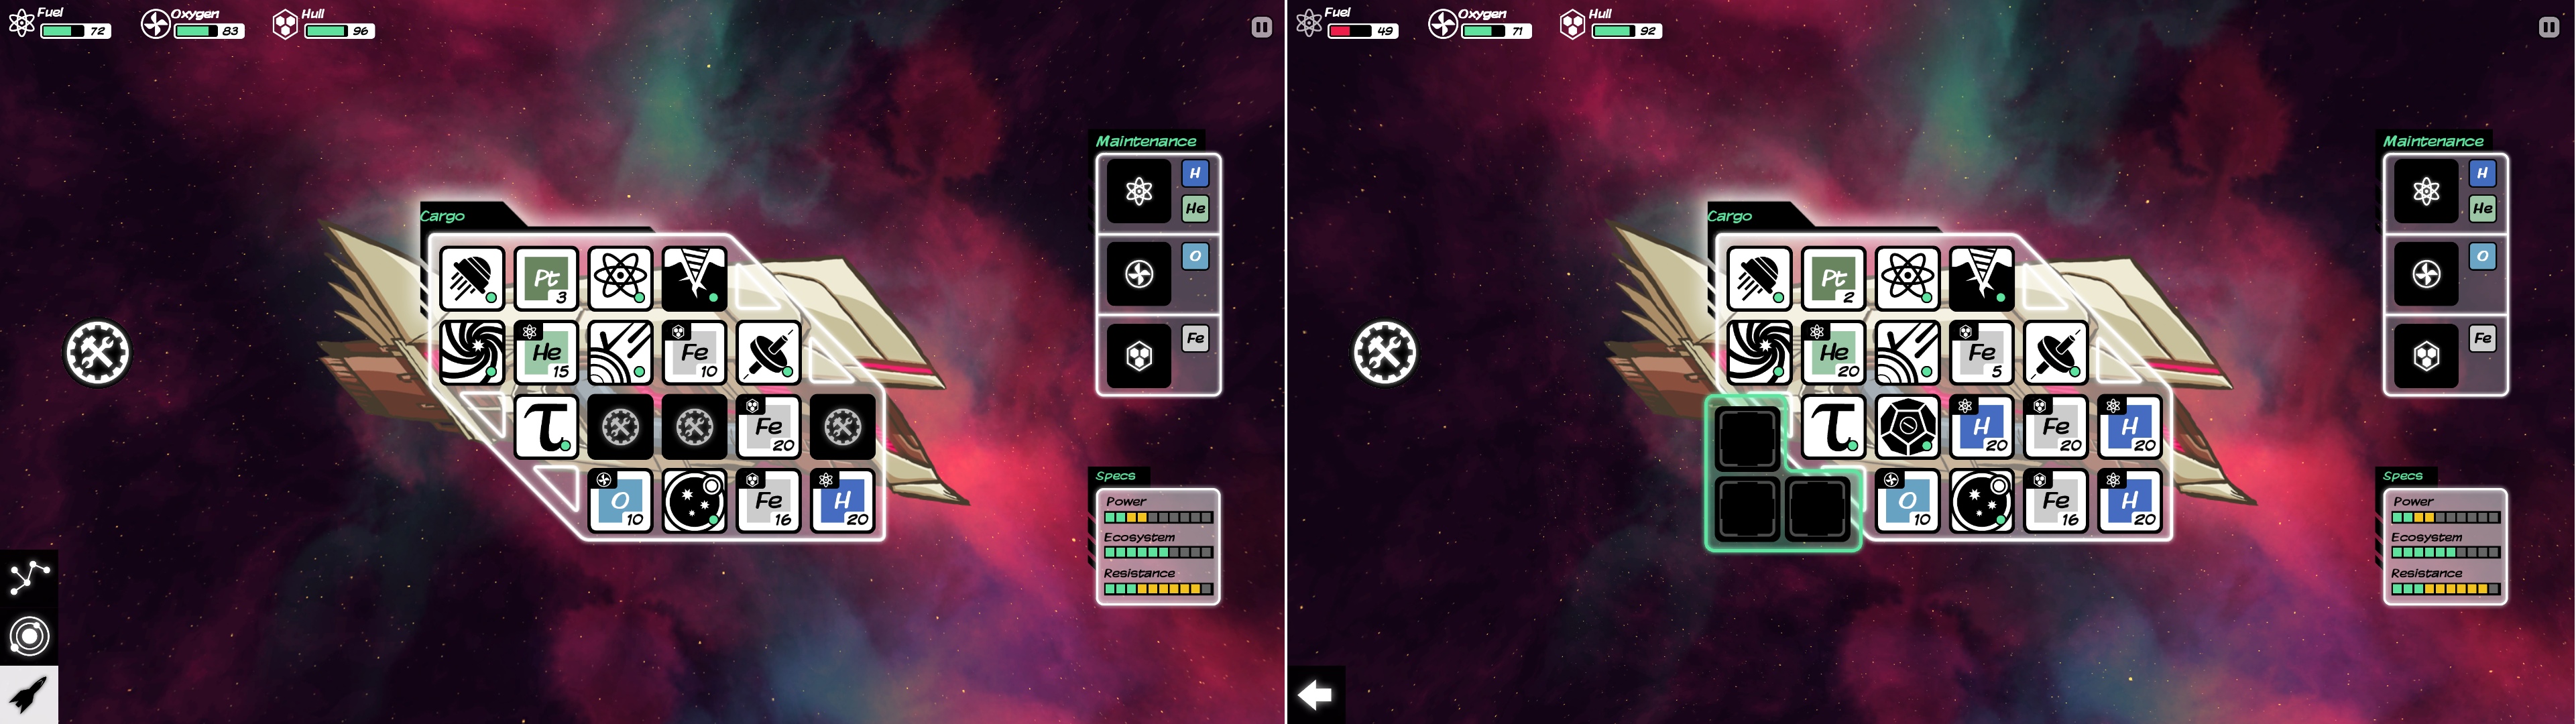 Fuel
72
Oxygen
83
Hull
96
Cargo
Pt
3
He
15
Fe
10
τ
Fe
20
O
10
Fe
16
H
20
Maintenance
H
He
O
Fe
Specs
Power
Ecosystem
Resistance
Fuel
49
Oxygen
71
Hull
92
Cargo
Pt
2
He
20
Fe
5
τ
H
20
Fe
20
H
20
O
10
Fe
16
H
20
Maintenance
H
He
O
Fe
Specs
Power
Ecosystem
Resistance